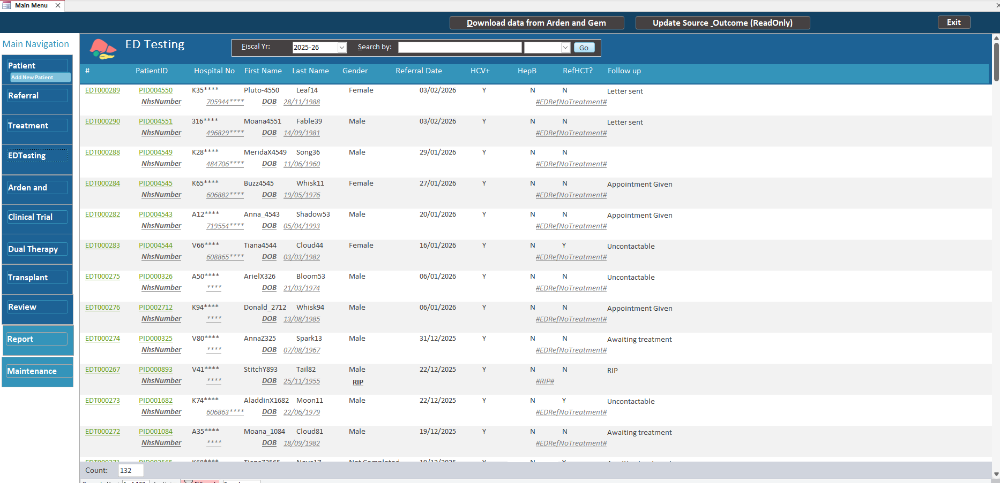 Main Menu
Download data from Arden and Gem
Update Source _Outcome (ReadOnly)
Exit
Main Navigation
Patient
Add New Patient
Referral
Treatment
EDTesting
Arden and
Clinical Trial
Dual Therapy
Transplant
Review
Report
Maintenance
ED Testing
Fiscal Yr: 2025-26 Search by: Go
# PatientID Hospital No First Name Last Name Gender Referral Date HCV+ HepB RefHCT? Follow up
EDT000289 PID004550 K35**** Pluto-4550 Leaf14 Female 03/02/2026 Y N N Letter sent
NhsNumber 705944**** DOB 28/11/1988 #EDRefNoTreatment#
EDT000290 PID004551 316**** Moana4551 Fable39 Male 03/02/2026 Y N N Letter sent
NhsNumber 496829**** DOB 14/09/1981 #EDRefNoTreatment#
EDT000288 PID004549 K28**** MeridaX4549 Song36 Male 29/01/2026 Y N N
NhsNumber 484706**** DOB 11/06/1960 #EDRefNoTreatment#
EDT000284 PID004545 K65**** Buzz4545 Whisk11 Female 27/01/2026 Y N N Appointment Given
NhsNumber 606882**** DOB 19/05/1976 #EDRefNoTreatment#
EDT000282 PID004543 A12**** Anna_4543 Shadow53 Male 20/01/2026 Y N N Appointment Given
NhsNumber 719554**** DOB 05/04/1993 #EDRefNoTreatment#
EDT000283 PID004544 V66**** Tiana4544 Cloud44 Female 16/01/2026 Y N Y Uncontactable
NhsNumber 608865**** DOB 03/03/1982 #EDRefNoTreatment#
EDT000275 PID000326 A50**** ArielX326 Bloom53 Male 06/01/2026 Y N N Uncontactable
NhsNumber **** DOB 21/03/1974 #EDRefNoTreatment#
EDT000276 PID002712 K94**** Donald_2712 Whisk94 Male 06/01/2026 Y N N Appointment Given
NhsNumber **** DOB 13/08/1985 #EDRefNoTreatment#
EDT000274 PID000325 V80**** AnnaZ325 Spark13 Male 31/12/2025 Y N N Awaiting treatment
NhsNumber **** DOB 07/08/1967 #EDRefNoTreatment#
EDT000267 PID000893 V41**** StitchY893 Tail82 Male 22/12/2025 Y N N RIP
NhsNumber **** DOB 25/11/1955 RIP #RIP#
EDT000273 PID001682 K74**** AladdinX1682 Moon11 Male 22/12/2025 Y N Y Uncontactable
NhsNumber 606863**** DOB 22/06/1979 #EDRefNoTreatment#
EDT000272 PID001084 A35**** Moana_1084 Cloud81 Male 19/12/2025 Y N N Awaiting treatment
NhsNumber **** DOB 18/09/1982 #EDRefNoTreatment#
Count: 132